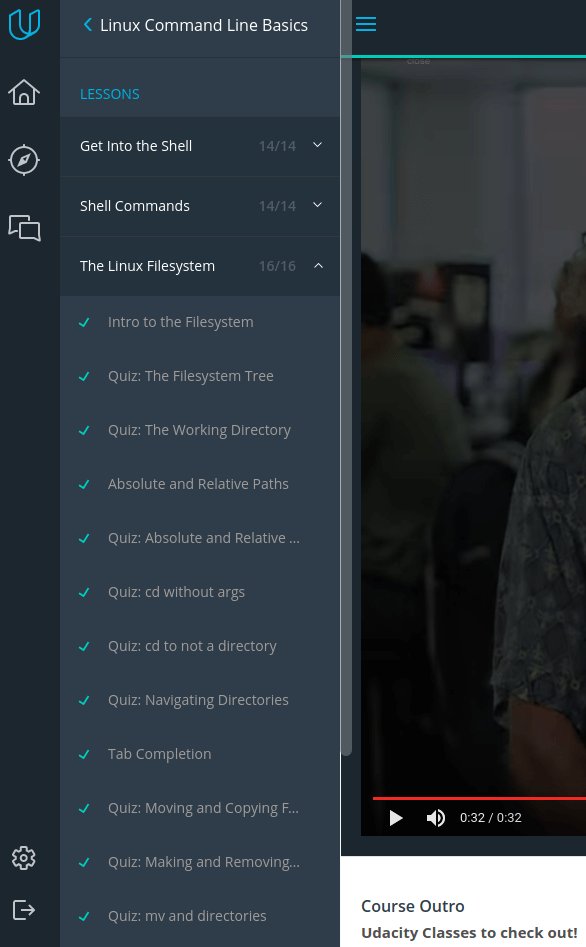 Linux Command Line Basics
LESSONS
Get Into the Shell 14/14
Shell Commands 14/14
The Linux Filesystem 16/16
Intro to the Filesystem
Quiz: The Filesystem Tree
Quiz: The Working Directory
Absolute and Relative Paths
Quiz: Absolute and Relative ...
Quiz: cd without args
Quiz: cd to not a directory
Quiz: Navigating Directories
Tab Completion
Quiz: Moving and Copying F...
Quiz: Making and Removing...
Quiz: mv and directories
close
0:32 / 0:32
Course Outro
Udacity Classes to check out!